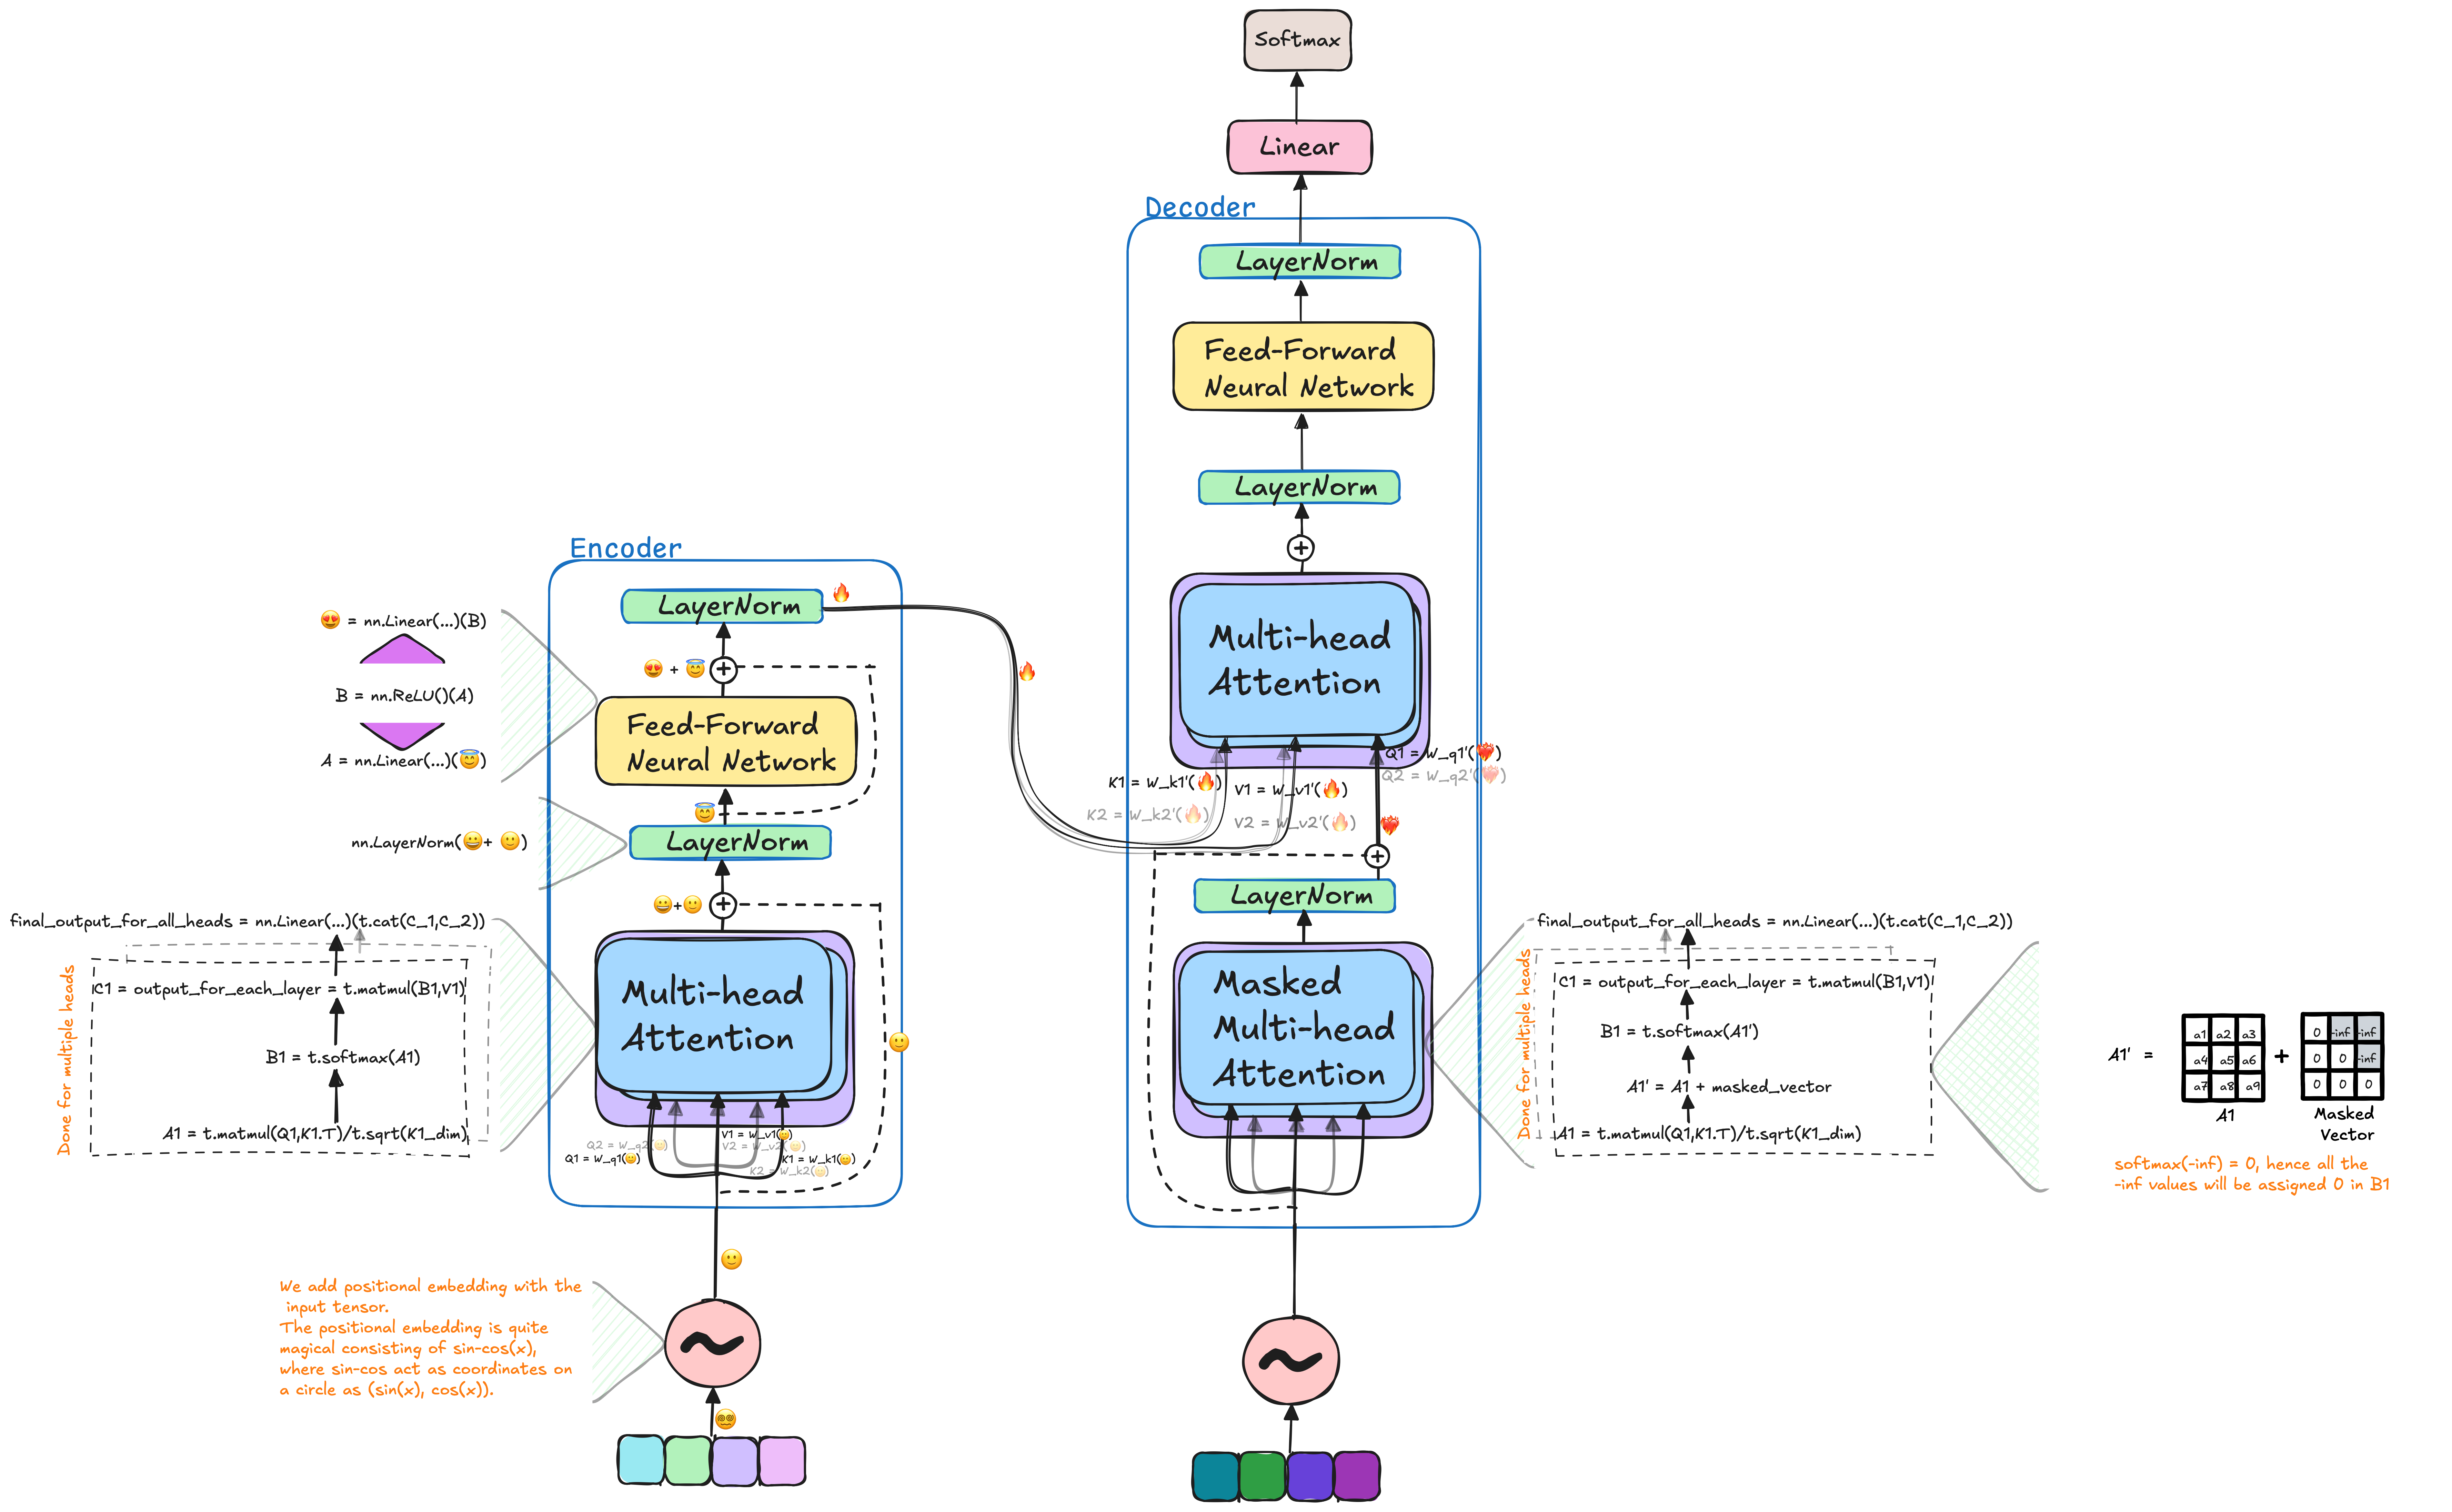 Softmax
Linear
Decoder
LayerNorm
Feed-Forward
Neural Network
LayerNorm
+
Multi-head
Attention
Q1 = W_q1'(❤️‍🔥)
Q2 = W_q2'(❤️‍🔥)
K1 = W_k1'(🔥)
V1 = W_v1'(🔥)
K2 = W_k2'(🔥)
V2 = W_v2'(🔥)
❤️‍🔥
+
LayerNorm
Masked
Multi-head
Attention
Encoder
LayerNorm
🔥
🔥
😍 + 😇
+
Feed-Forward
Neural Network
😇
LayerNorm
😀+🙂
+
Multi-head
Attention
🙂
V1 = W_v1(🙂)
Q2 = W_q2(🙂)
V2 = W_v2(🙂)
Q1 = W_q1(🙂)
K1 = W_k1(🙂)
K2 = W_k2(🙂)
🙂
😍 = nn.Linear(...)(B)
B = nn.ReLU()(A)
A = nn.Linear(...)(😇)
nn.LayerNorm(😀+ 🙂)
final_output_for_all_heads = nn.Linear(...)(t.cat(C_1,C_2))
C1 = output_for_each_layer = t.matmul(B1,V1)
B1 = t.softmax(A1)
A1 = t.matmul(Q1,K1.T)/t.sqrt(K1_dim)
Done for multiple heads
We add positional embedding with the
input tensor.
The positional embedding is quite
magical consisting of sin-cos(x),
where sin-cos act as coordinates on
a circle as (sin(x), cos(x)).
~
😵‍💫
~
final_output_for_all_heads = nn.Linear(...)(t.cat(C_1,C_2))
C1 = output_for_each_layer = t.matmul(B1,V1)
B1 = t.softmax(A1')
A1' = A1 + masked_vector
A1 = t.matmul(Q1,K1.T)/t.sqrt(K1_dim)
Done for multiple heads
A1' =
a1 a2 a3
a4 a5 a6
a7 a8 a9
A1
+
0 -inf -inf
0 0 -inf
0 0 0
Masked
Vector
softmax(-inf) = 0, hence all the
-inf values will be assigned 0 in B1